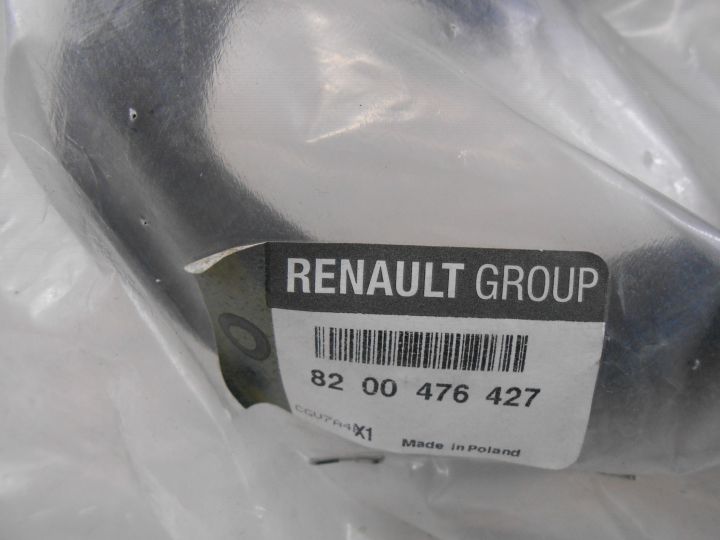 RENAULT GROUP
82 00 476 427
X1 Made in Poland